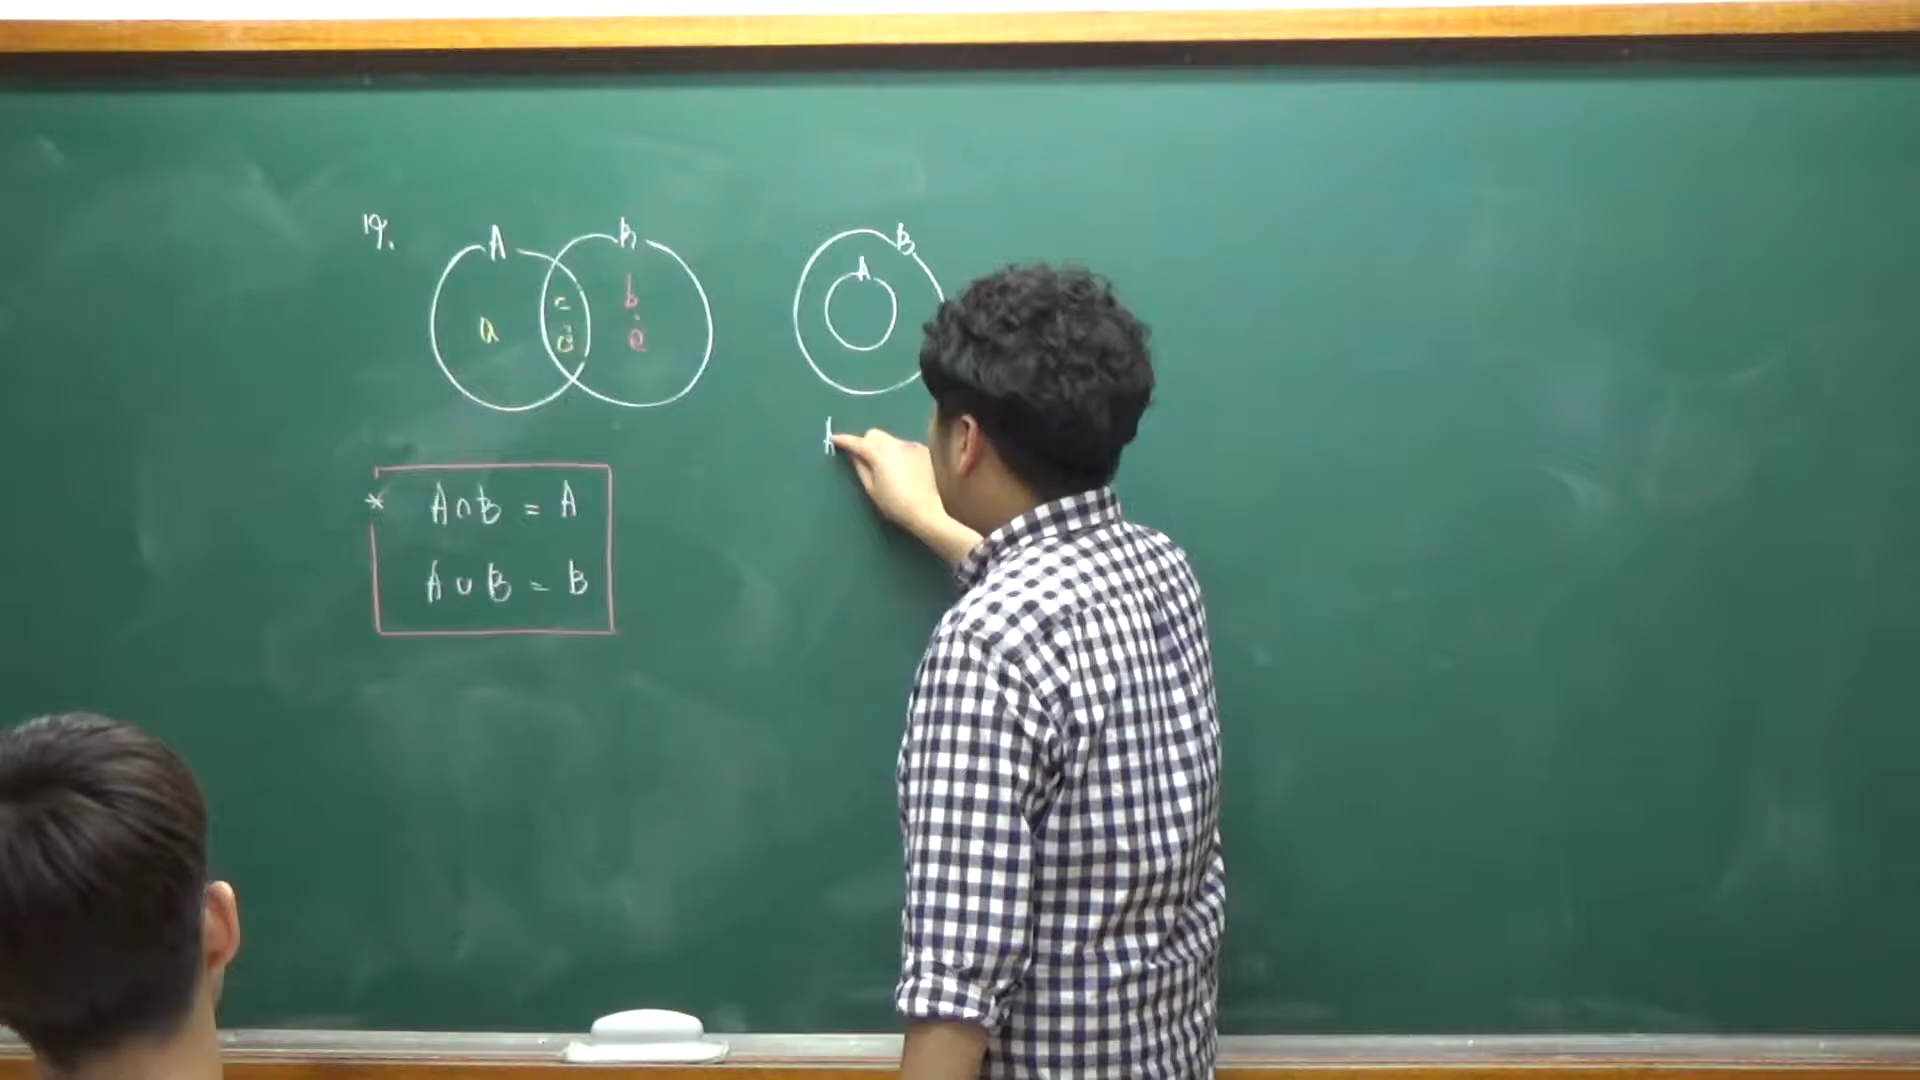 19.
A B
a c d b e
B
A
A
* A∩B = A
A∪B = B